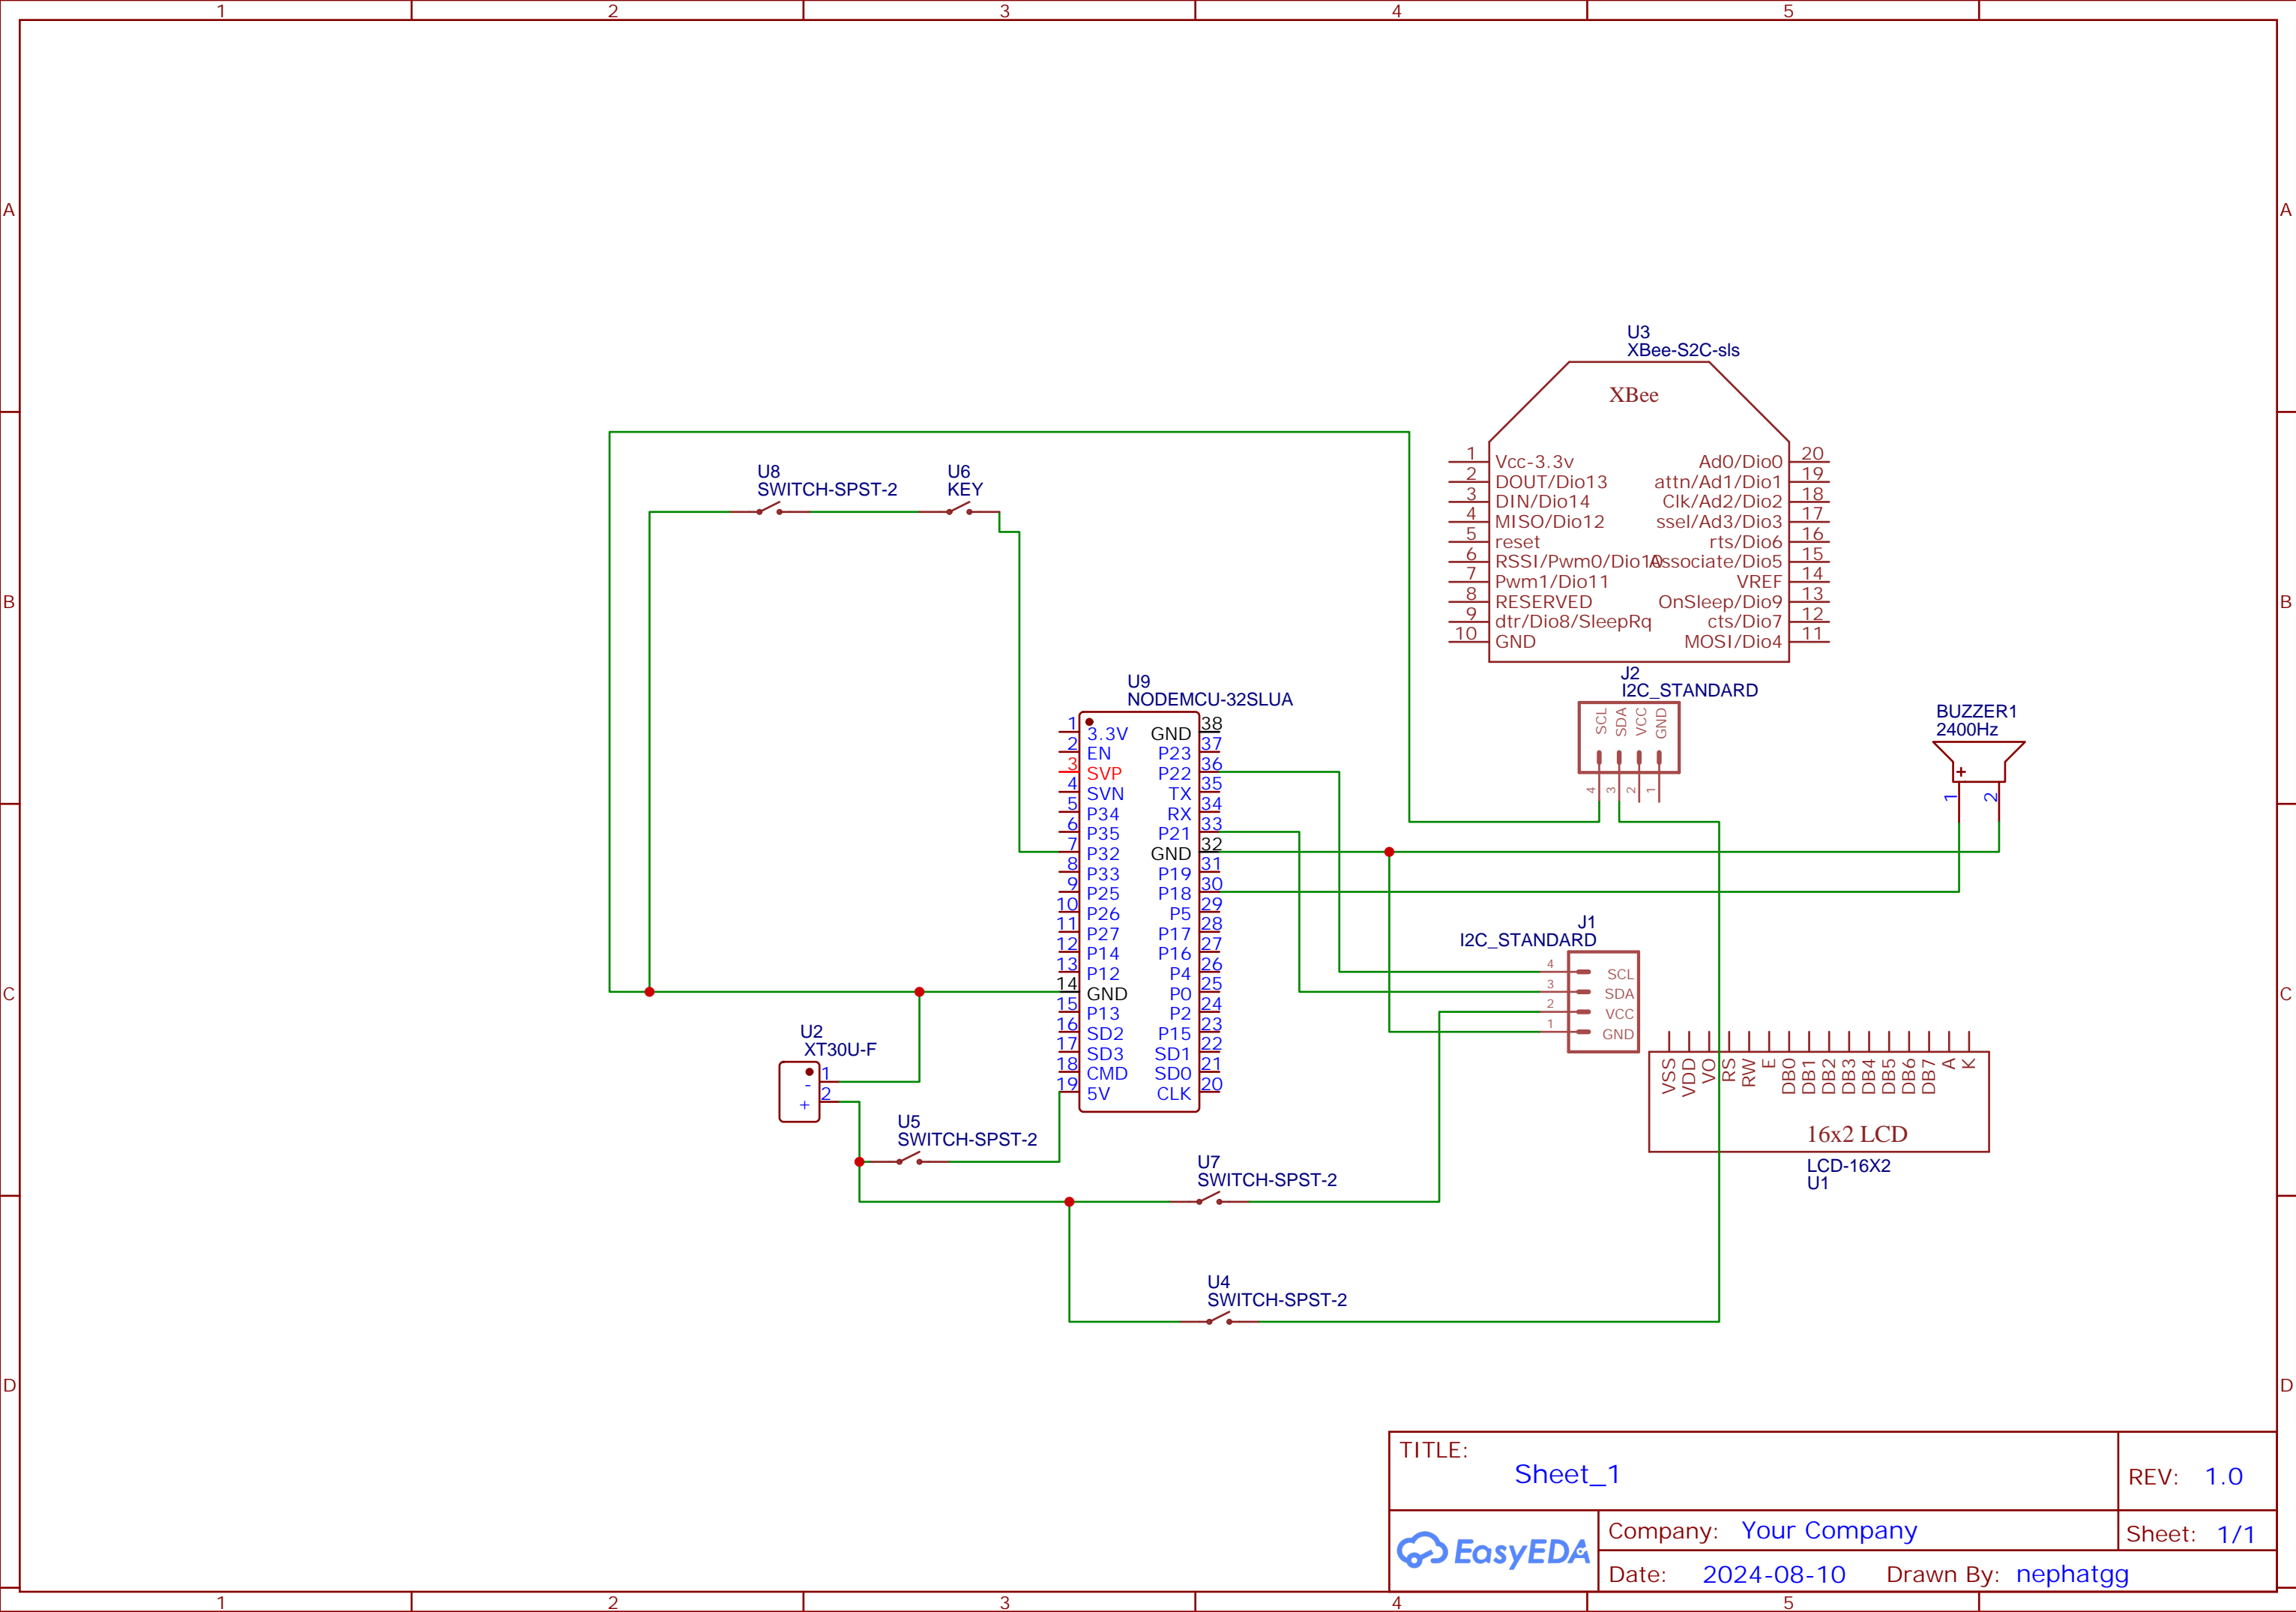 1 2 3 4 5
A A
B B
C C
D D
U3
XBee-S2C-sls
XBee
1 Vcc-3.3v Ad0/Dio0 20
2 DOUT/Dio13 attn/Ad1/Dio1 19
3 DIN/Dio14 Clk/Ad2/Dio2 18
4 MISO/Dio12 ssel/Ad3/Dio3 17
5 reset rts/Dio6 16
6 RSSI/Pwm0/Dio10 Associate/Dio5 15
7 Pwm1/Dio11 VREF 14
8 RESERVED OnSleep/Dio9 13
9 dtr/Dio8/SleepRq cts/Dio7 12
10 GND MOSI/Dio4 11
U8
SWITCH-SPST-2
U6
KEY
J2
I2C_STANDARD
SCL SDA VCC GND
4 3 2 1
BUZZER1
2400Hz
+
1 2
U9
NODEMCU-32SLUA
1 3.3V GND 38
2 EN P23 37
3 SVP P22 36
4 SVN TX 35
5 P34 RX 34
6 P35 P21 33
7 P32 GND 32
8 P33 P19 31
9 P25 P18 30
10 P26 P5 29
11 P27 P17 28
12 P14 P16 27
13 P12 P4 26
14 GND P0 25
15 P13 P2 24
16 SD2 P15 23
17 SD3 SD1 22
18 CMD SD0 21
19 5V CLK 20
J1
I2C_STANDARD
4 SCL
3 SDA
2 VCC
1 GND
U2
XT30U-F
- 1
+ 2
VSS VDD VO RS RW E DB0 DB1 DB2 DB3 DB4 DB5 DB6 DB7 A K
16x2 LCD
LCD-16X2
U1
U5
SWITCH-SPST-2
U7
SWITCH-SPST-2
U4
SWITCH-SPST-2
TITLE:
Sheet_1
REV: 1.0
EasyEDA
Company: Your Company
Sheet: 1/1
Date: 2024-08-10 Drawn By: nephatgg
1 2 3 4 5